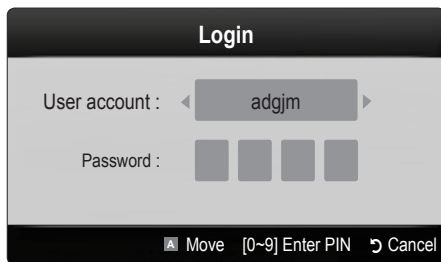 Login
User account : adgjm
Password :
A Move [0~9] Enter PIN Cancel